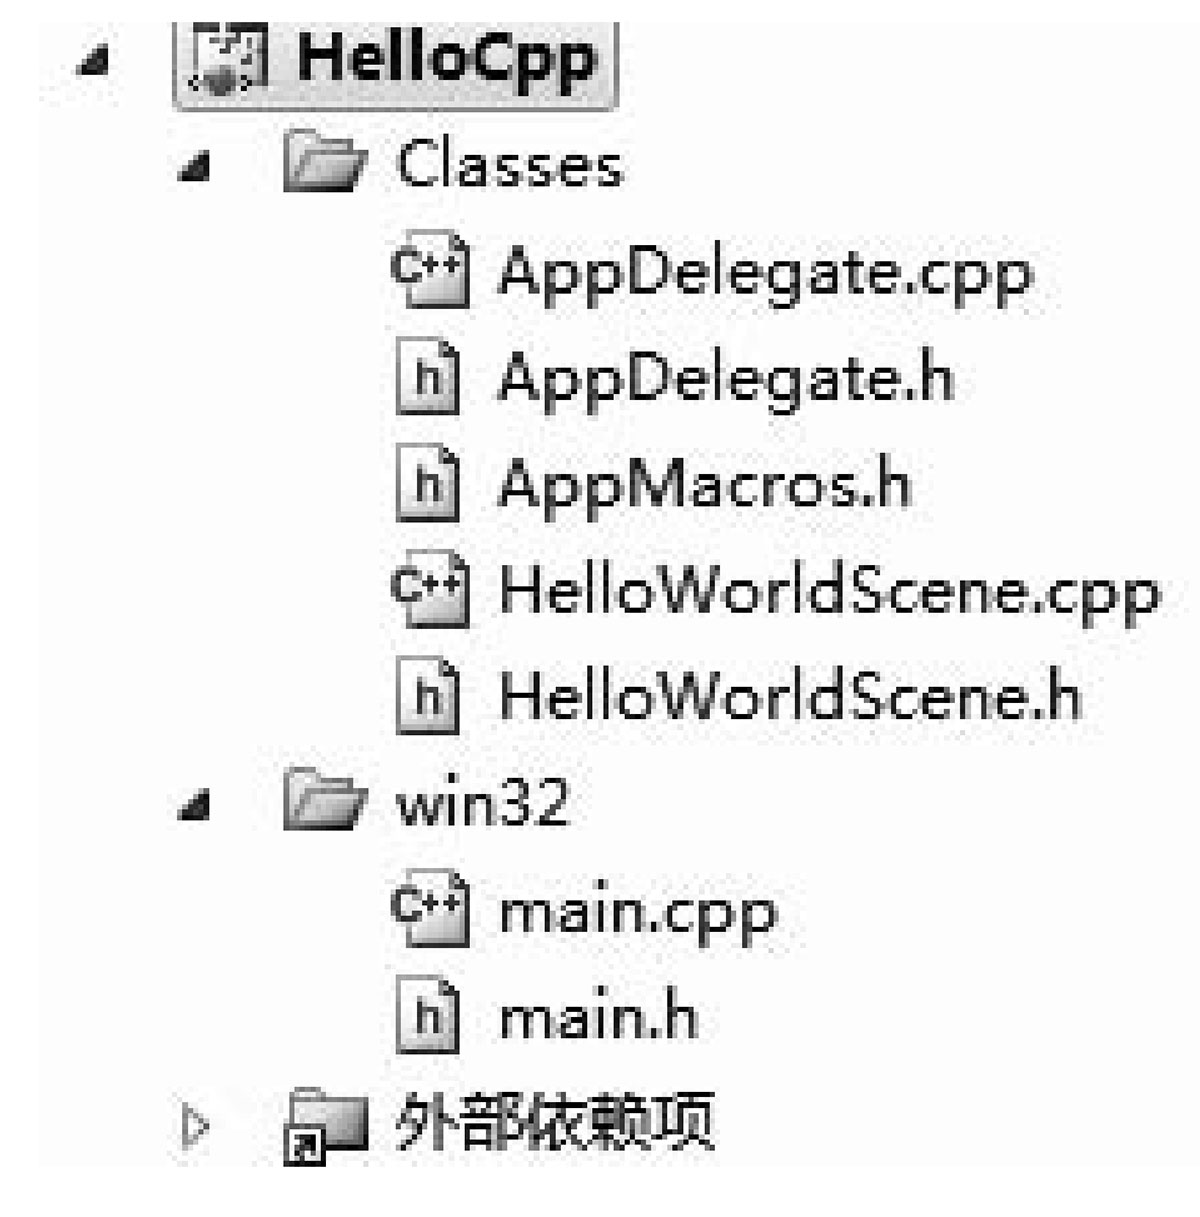 HelloCpp
Classes
AppDelegate.cpp
AppDelegate.h
AppMacros.h
HelloWorldScene.cpp
HelloWorldScene.h
win32
main.cpp
main.h
外部依赖项